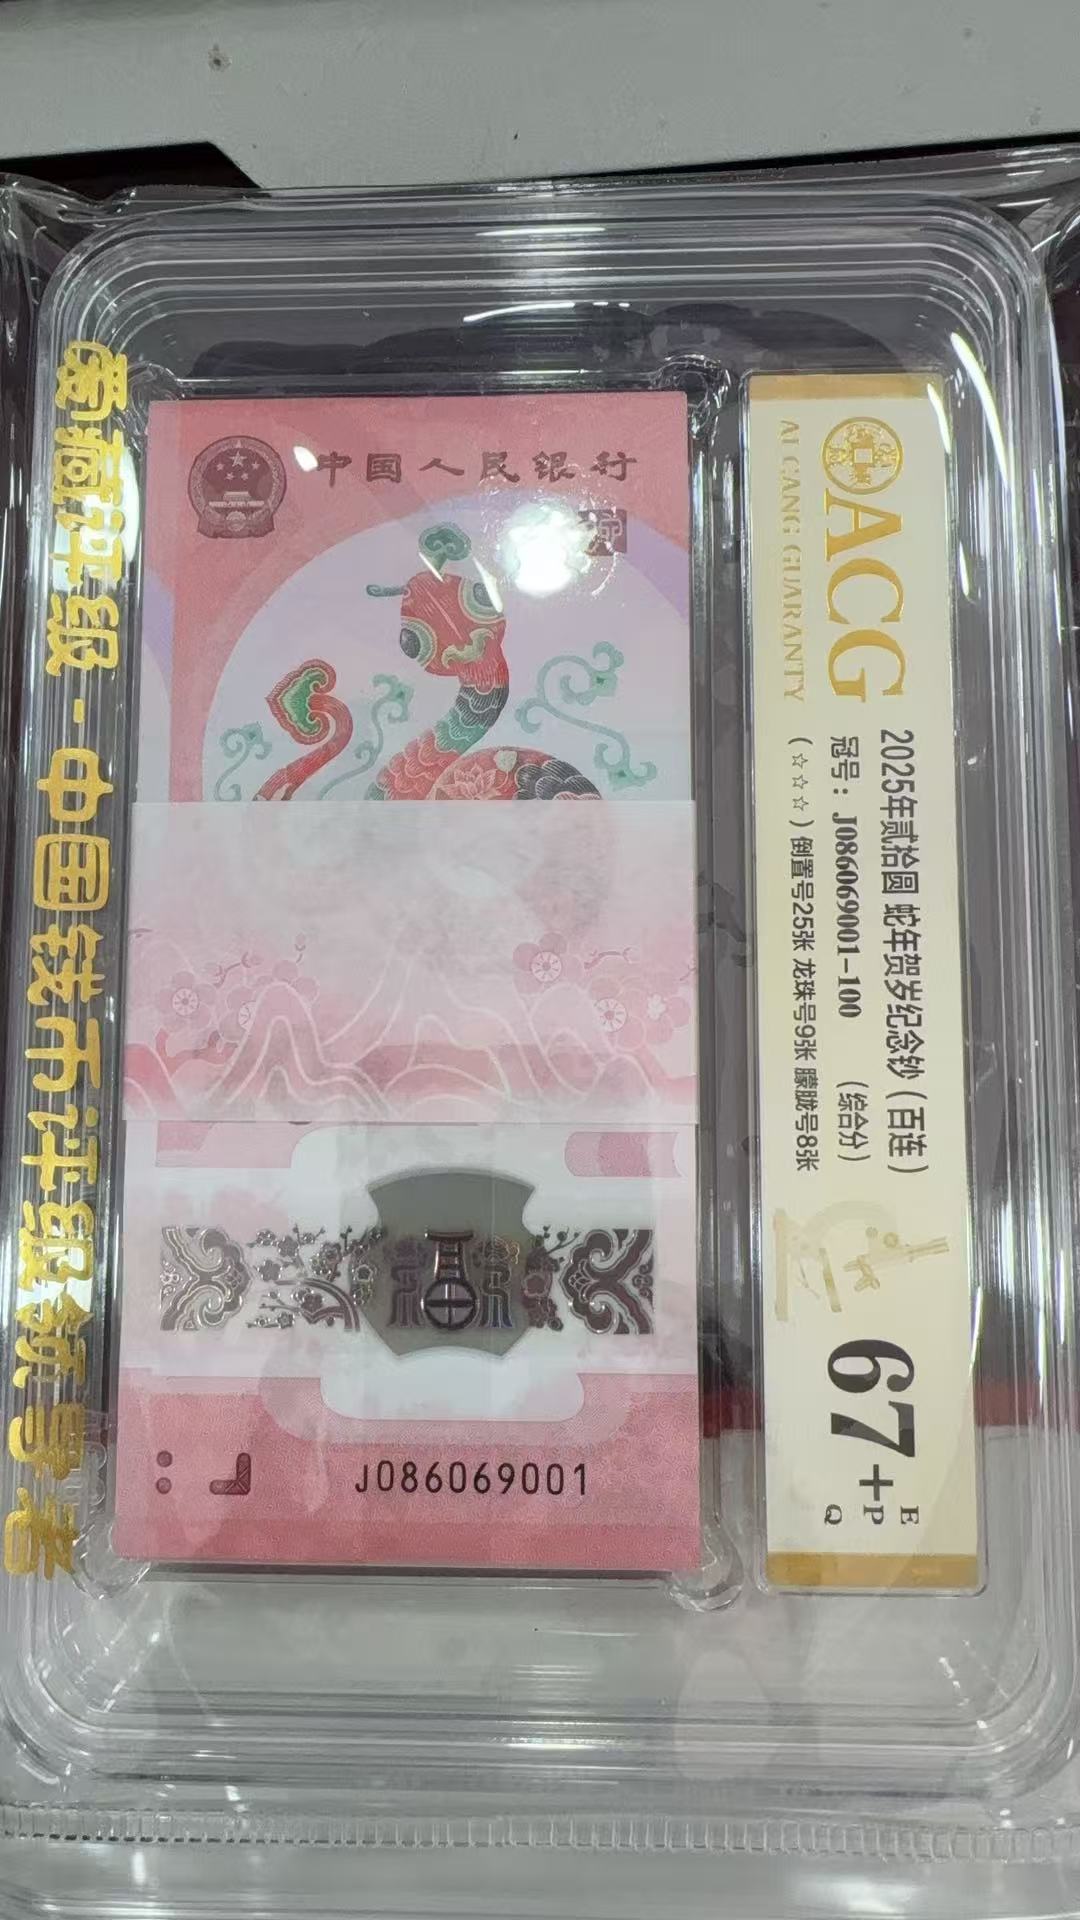 爱藏评级-中国钱币评级领导者
中国人民银行
J086069001
ACG
AI CANG GUARANTY
2025年贰拾圆 蛇年贺岁纪念钞（百连）
冠号：J086069001-100 （综合分）
（☆☆☆）倒置号25张 龙珠号9张 朦胧号8张
67+
E
P
Q